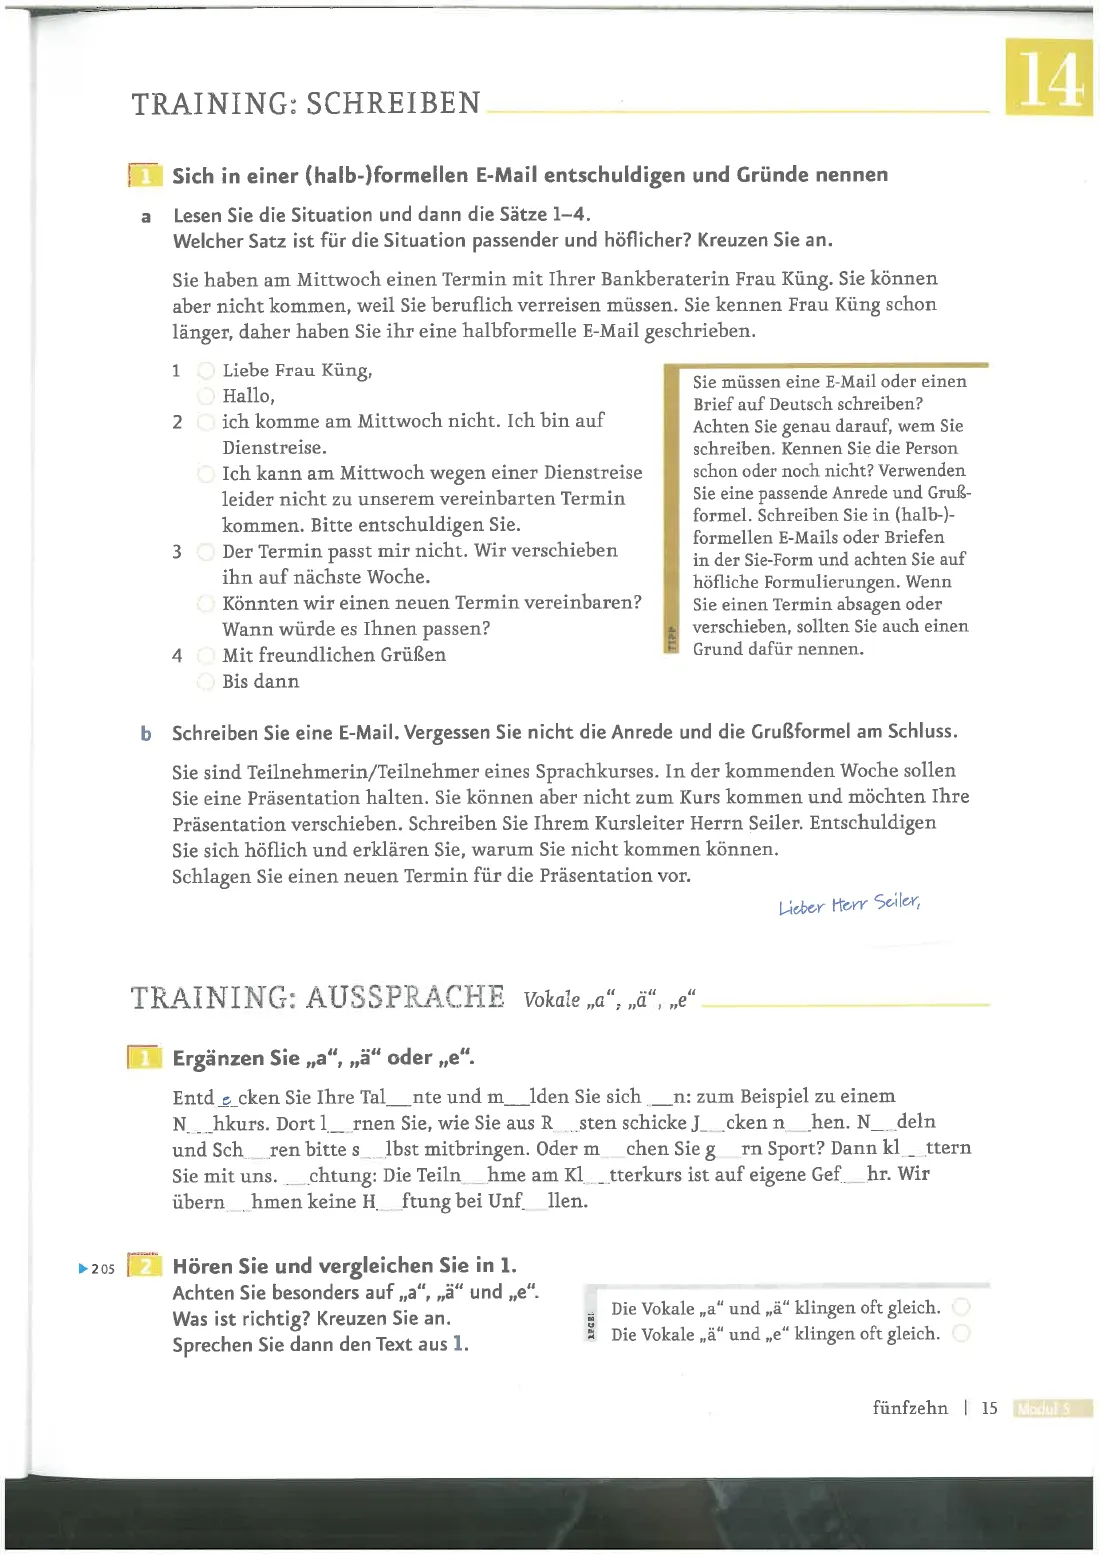 14
TRAINING: SCHREIBEN
1 Sich in einer (halb-)formellen E-Mail entschuldigen und Gründe nennen
a Lesen Sie die Situation und dann die Sätze 1–4.
Welcher Satz ist für die Situation passender und höflicher? Kreuzen Sie an.
Sie haben am Mittwoch einen Termin mit Ihrer Bankberaterin Frau Küng. Sie können
aber nicht kommen, weil Sie beruflich verreisen müssen. Sie kennen Frau Küng schon
länger, daher haben Sie ihr eine halbformelle E-Mail geschrieben.
1 Liebe Frau Küng,
Hallo,
2 ich komme am Mittwoch nicht. Ich bin auf
Dienstreise.
Ich kann am Mittwoch wegen einer Dienstreise
leider nicht zu unserem vereinbarten Termin
kommen. Bitte entschuldigen Sie.
3 Der Termin passt mir nicht. Wir verschieben
ihn auf nächste Woche.
Könnten wir einen neuen Termin vereinbaren?
Wann würde es Ihnen passen?
4 Mit freundlichen Grüßen
Bis dann
Sie müssen eine E-Mail oder einen
Brief auf Deutsch schreiben?
Achten Sie genau darauf, wem Sie
schreiben. Kennen Sie die Person
schon oder noch nicht? Verwenden
Sie eine passende Anrede und Gruß-
formel. Schreiben Sie in (halb-)-
formellen E-Mails oder Briefen
in der Sie-Form und achten Sie auf
höfliche Formulierungen. Wenn
Sie einen Termin absagen oder
verschieben, sollten Sie auch einen
Grund dafür nennen.
TIPP
b Schreiben Sie eine E-Mail. Vergessen Sie nicht die Anrede und die Grußformel am Schluss.
Sie sind Teilnehmerin/Teilnehmer eines Sprachkurses. In der kommenden Woche sollen
Sie eine Präsentation halten. Sie können aber nicht zum Kurs kommen und möchten Ihre
Präsentation verschieben. Schreiben Sie Ihrem Kursleiter Herrn Seiler. Entschuldigen
Sie sich höflich und erklären Sie, warum Sie nicht kommen können.
Schlagen Sie einen neuen Termin für die Präsentation vor.
Lieber Herr Seiler,
TRAINING: AUSSPRACHE Vokale „a“, „ä“, „e“
1 Ergänzen Sie „a“, „ä“ oder „e“.
Entd_e_cken Sie Ihre Tal__nte und m__lden Sie sich __n: zum Beispiel zu einem
N__hkurs. Dort l__rnen Sie, wie Sie aus R__sten schicke J__cken n__hen. N__deln
und Sch__ren bitte s__lbst mitbringen. Oder m__chen Sie g__rn Sport? Dann kl__ttern
Sie mit uns. __chtung: Die Teiln__hme am Kl__tterkurs ist auf eigene Gef__hr. Wir
übern__hmen keine H__ftung bei Unf__llen.
▶ 2 05 2 Hören Sie und vergleichen Sie in 1.
Achten Sie besonders auf „a“, „ä“ und „e“.
Was ist richtig? Kreuzen Sie an.
Sprechen Sie dann den Text aus 1.
REGEL
Die Vokale „a“ und „ä“ klingen oft gleich.
Die Vokale „ä“ und „e“ klingen oft gleich.
fünfzehn | 15 Modul 5